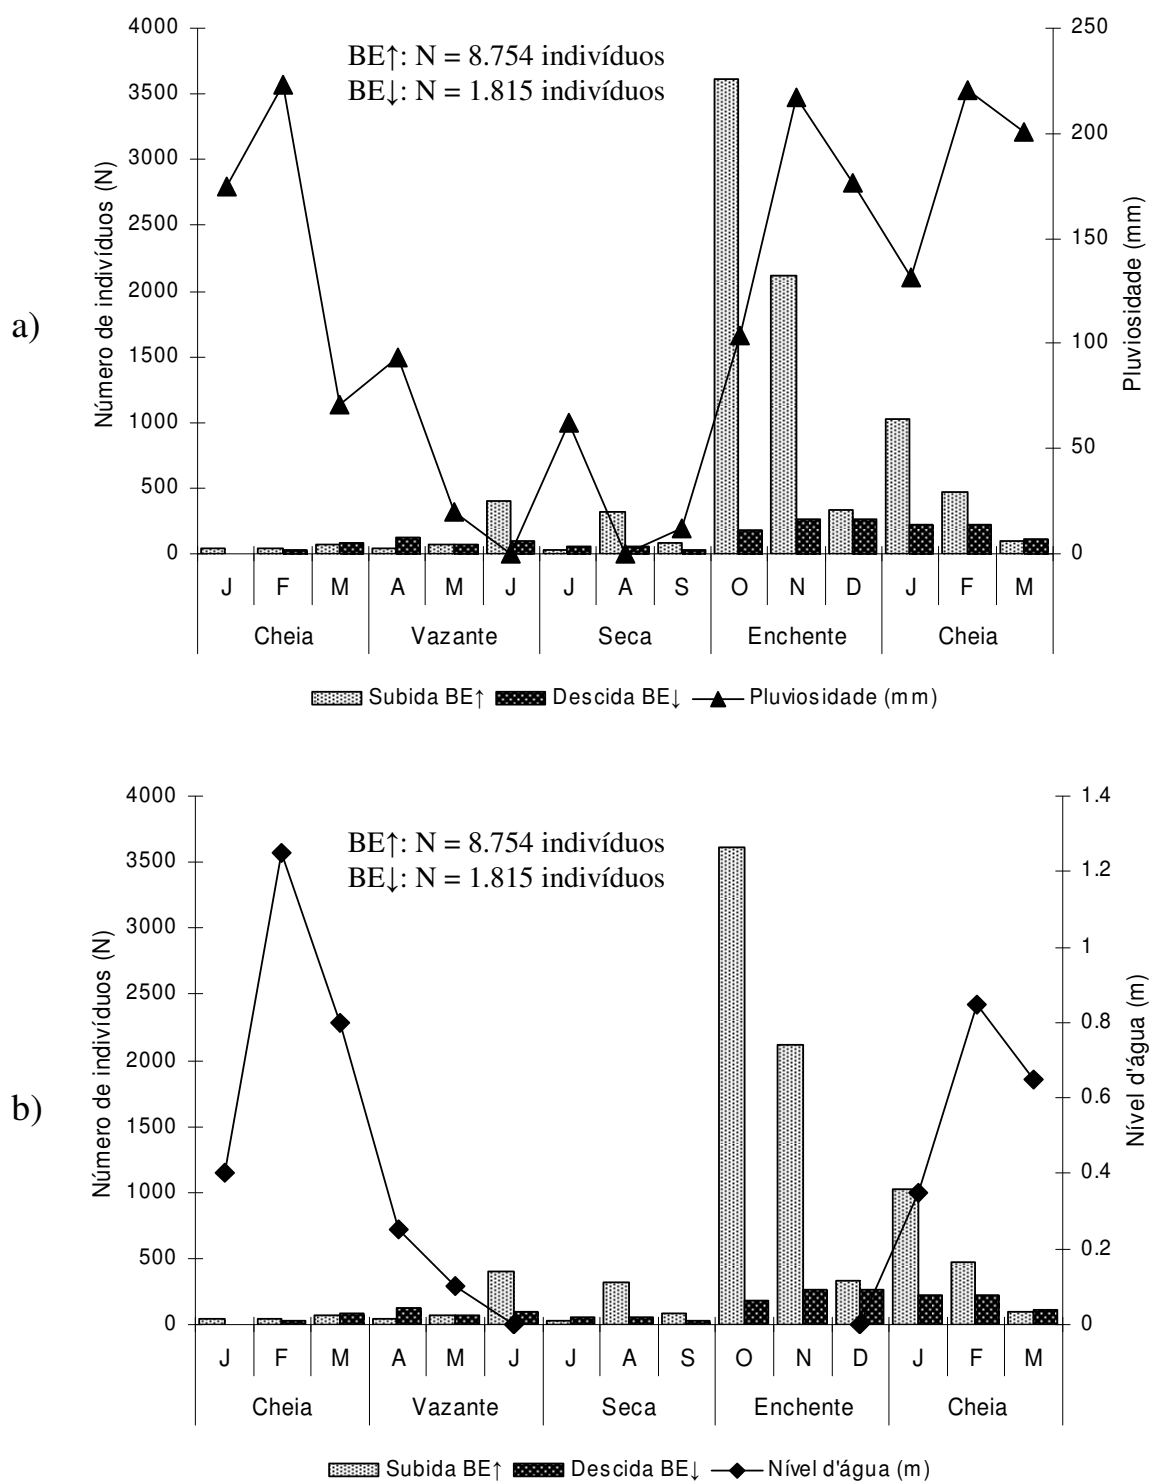 a)
BE↑: N = 8.754 indivíduos
BE↓: N = 1.815 indivíduos
Número de indivíduos (N)
4000
3500
3000
2500
2000
1500
1000
500
0
250
200
150
100
50
0
Pluviosidade (mm)
J F M A M J J A S O N D J F M
Cheia Vazante Seca Enchente Cheia
Subida BE↑ Descida BE↓ Pluviosidade (mm)
b)
BE↑: N = 8.754 indivíduos
BE↓: N = 1.815 indivíduos
Número de indivíduos (N)
4000
3500
3000
2500
2000
1500
1000
500
0
1.4
1.2
1
0.8
0.6
0.4
0.2
0
Nível d'água (m)
J F M A M J J A S O N D J F M
Cheia Vazante Seca Enchente Cheia
Subida BE↑ Descida BE↓ Nível d'água (m)